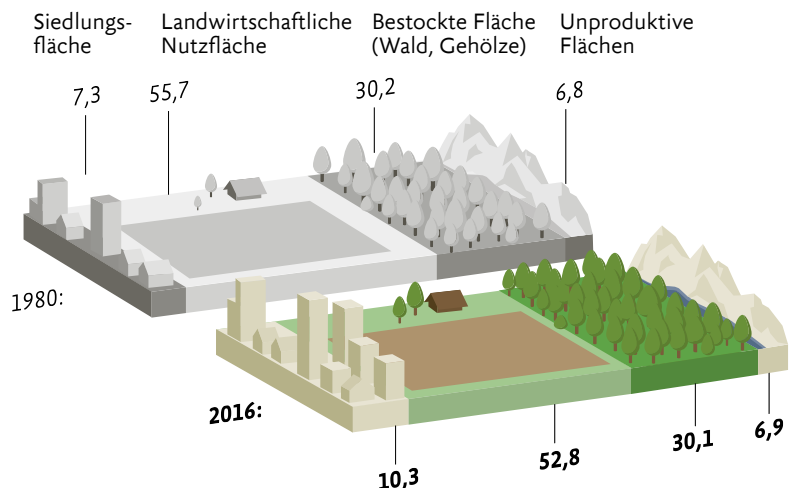 Siedlungs-
fläche
Landwirtschaftliche
Nutzfläche
Bestockte Fläche
(Wald, Gehölze)
Unproduktive
Flächen
7,3
55,7
30,2
6,8
1980:
2016:
10,3
52,8
30,1
6,9